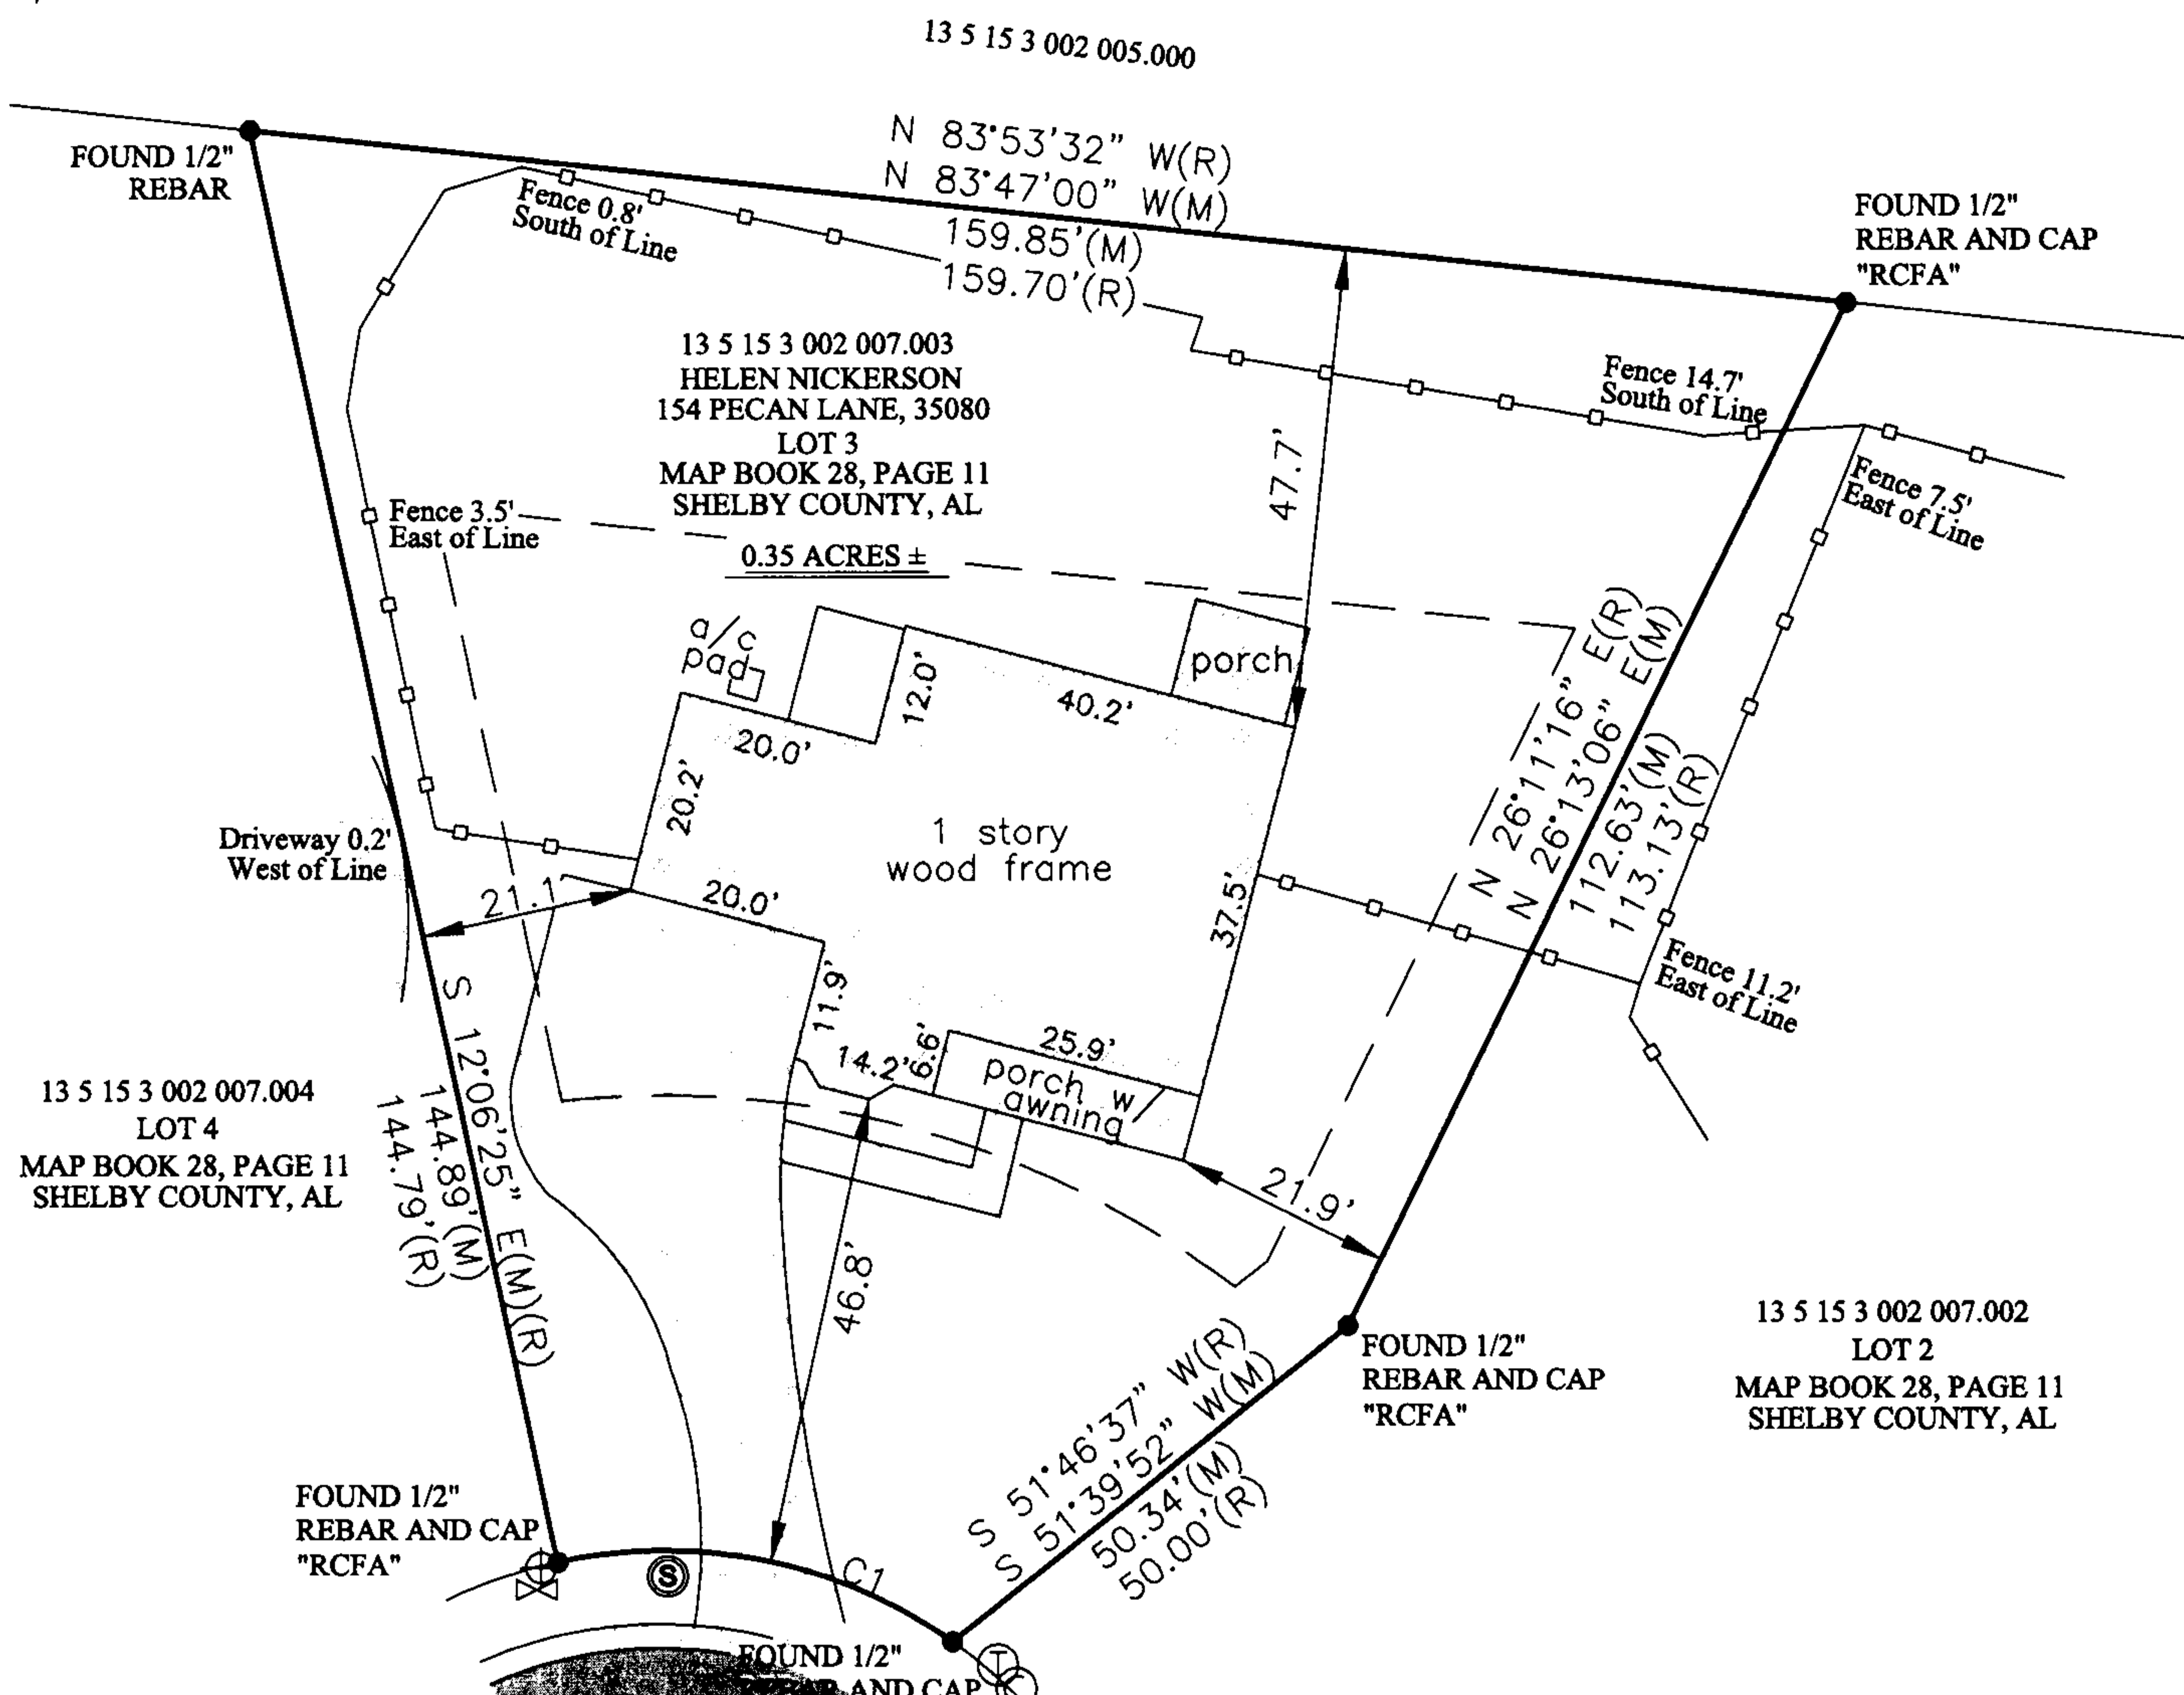 13 5 15 3 002 005.000
N 83°53'32" W(R)
N 83°47'00" W(M)
159.85'(M)
159.70'(R)
FOUND 1/2"
REBAR
Fence 0.8'
South of Line
FOUND 1/2"
REBAR AND CAP
"RCFA"
13 5 15 3 002 007.003
HELEN NICKERSON
154 PECAN LANE, 35080
LOT 3
MAP BOOK 28, PAGE 11
SHELBY COUNTY, AL
0.35 ACRES ±
47.7'
Fence 14.7'
South of Line
Fence 7.5'
East of Line
Fence 3.5'
East of Line
a/c
pad
12.0'
40.2'
porch
20.0'
20.2'
1 story
wood frame
N 26°11'16" E(R)
N 26°13'06" E(M)
112.63'(M)
113.13'(R)
Driveway 0.2'
West of Line
21.1'
20.0'
37.5'
Fence 11.2'
East of Line
11.9'
14.2'
6.6'
25.9'
porch w/
awning
S 12°06'25" E(M)(R)
144.89'(M)
144.79'(R)
13 5 15 3 002 007.004
LOT 4
MAP BOOK 28, PAGE 11
SHELBY COUNTY, AL
21.9'
46.8'
S 51°46'37" W(R)
S 51°39'52" W(M)
50.34'(M)
50.00'(R)
FOUND 1/2"
REBAR AND CAP
"RCFA"
13 5 15 3 002 007.002
LOT 2
MAP BOOK 28, PAGE 11
SHELBY COUNTY, AL
FOUND 1/2"
REBAR AND CAP
"RCFA"
S
C1
FOUND 1/2"
REBAR AND CAP
T